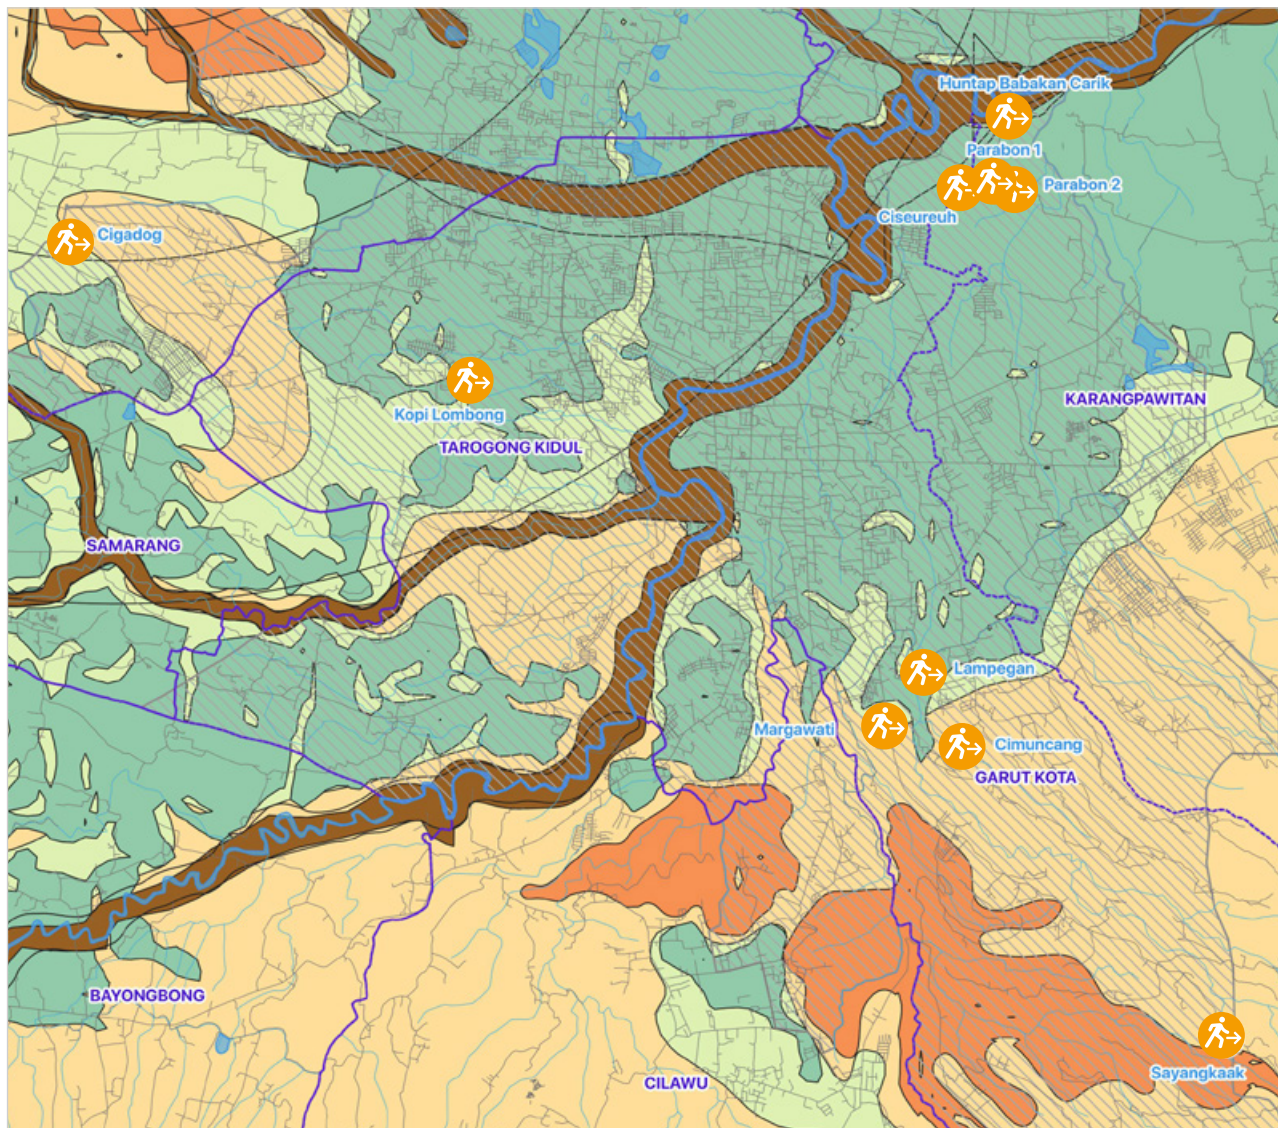 Huntap Babakan Carik
Parabon 1
Parabon 2
Ciseureuh
Cigadog
KARANGPAWITAN
Kopi Lombong
TAROGONG KIDUL
SAMARANG
Lampegan
Margawati
Cimuncang
GARUT KOTA
BAYONGBONG
Sayangkaak
CILAWU